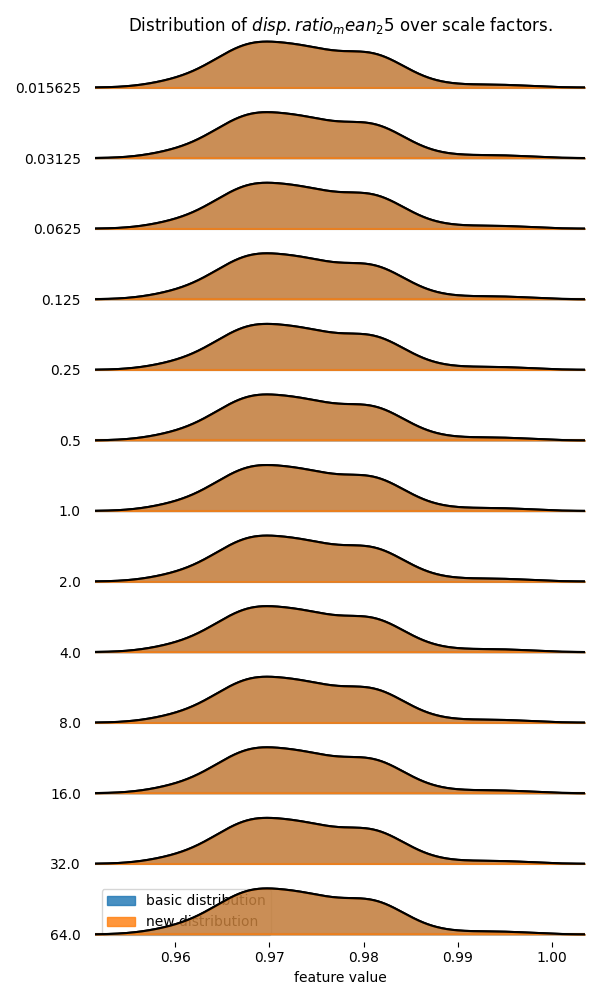 Distribution of disp.ratioₘean₂5 over scale factors.
0.015625
0.03125
0.0625
0.125
0.25
0.5
1.0
2.0
4.0
8.0
16.0
32.0
basic distribution
new distribution
64.0
0.96 0.97 0.98 0.99 1.00
feature value